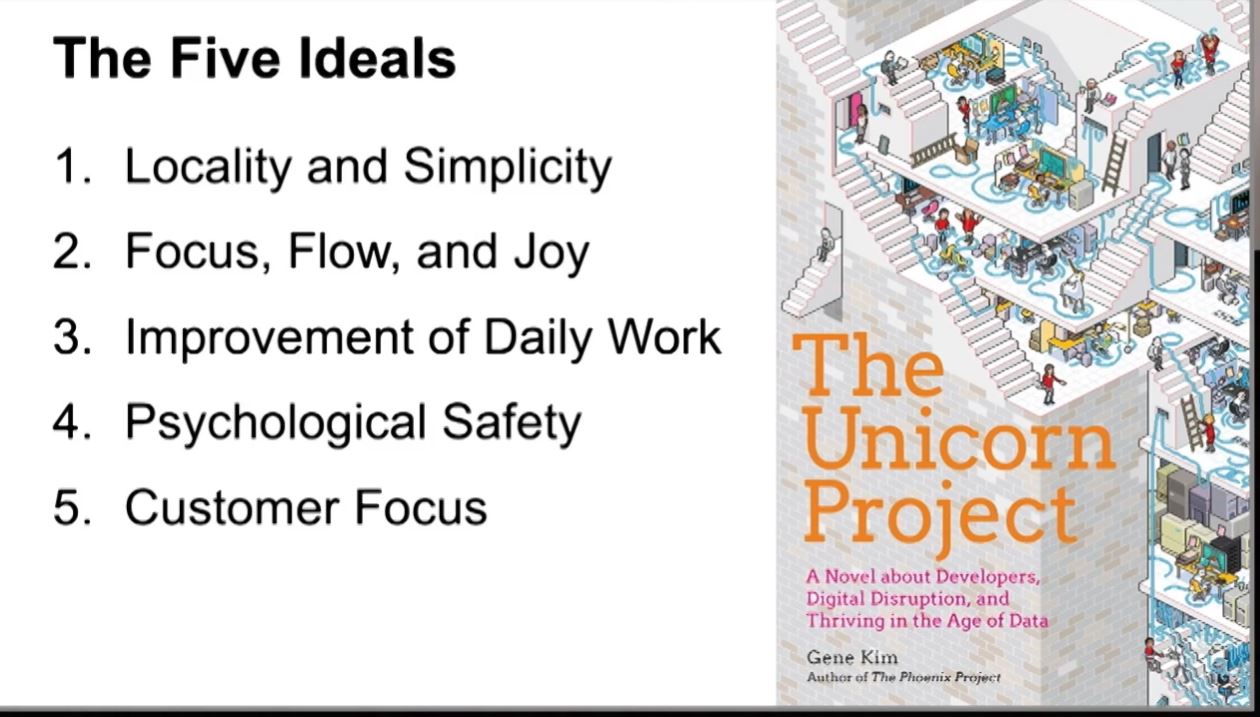 The Five Ideals
1. Locality and Simplicity
2. Focus, Flow, and Joy
3. Improvement of Daily Work
4. Psychological Safety
5. Customer Focus
The
Unicorn
Project
A Novel about Developers,
Digital Disruption, and
Thriving in the Age of Data
Gene Kim
Author of The Phoenix Project